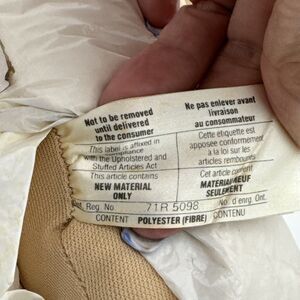 Not to be removed
until delivered
to the consumer
This label is affixed in
compliance
with the Upholstered and
Stuffed Articles Act
This article contains
NEW MATERIAL
ONLY
Ne pas enlever avant
livraison
au consommateur
Cette étiquette est
apposée conformément
à la loi sur les
articles rembourrés
Cet article contient
MATÉRIAU NEUF
SEULEMENT
Ont. Reg. No. 71R 5098 No. d'enrg. Ont.
CONTENT POLYESTER (FIBRE) CONTENU